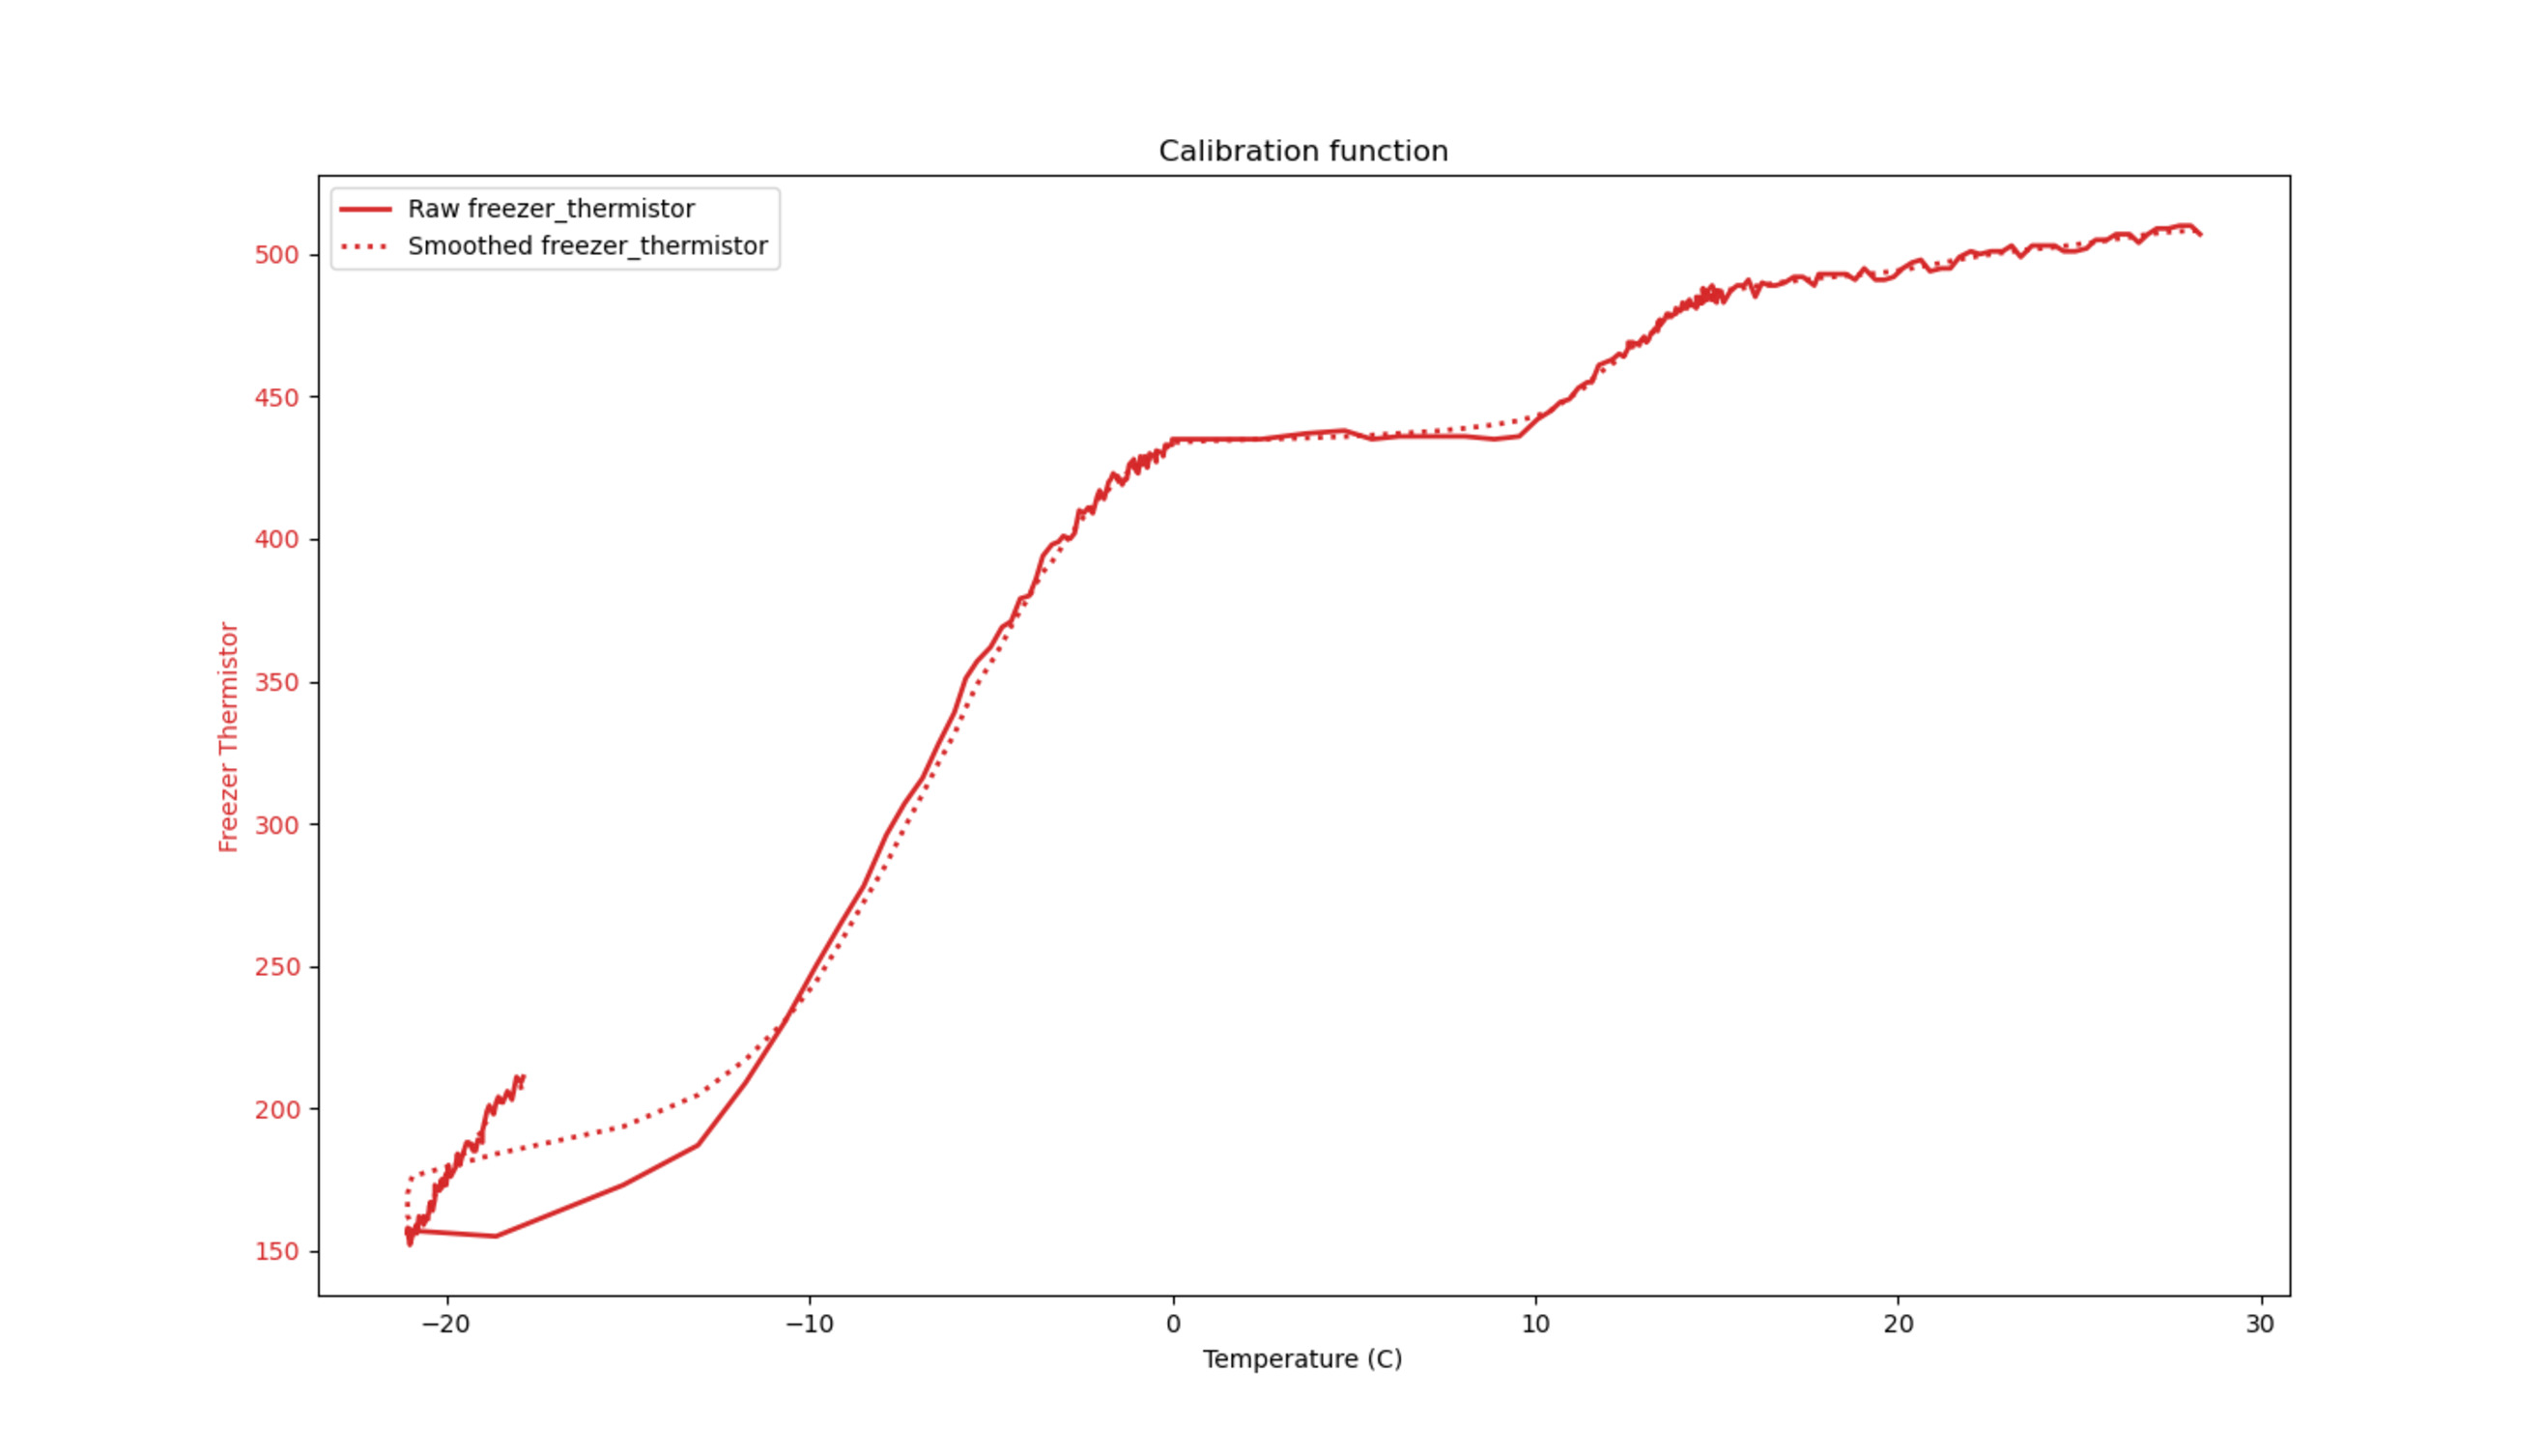 Calibration function
Raw freezer_thermistor
Smoothed freezer_thermistor
500
450
400
350
300
250
200
150
Freezer Thermistor
−20
−10
0
10
20
30
Temperature (C)